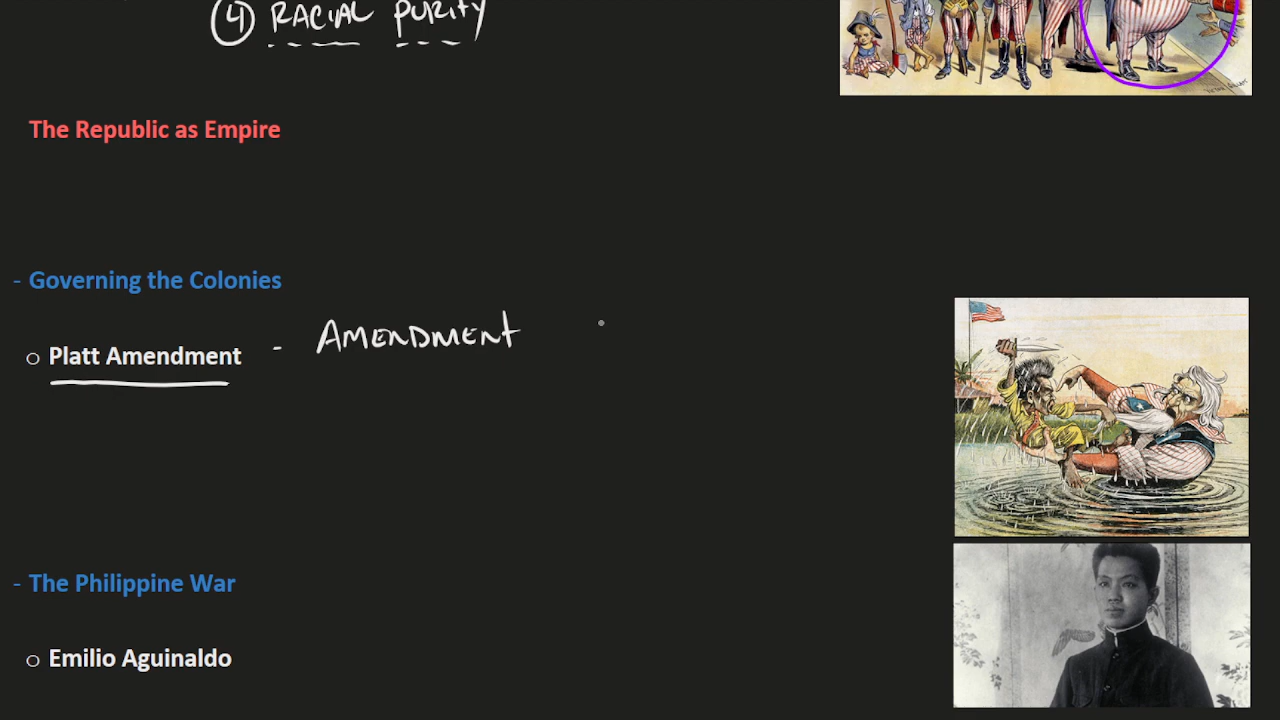 ④ RACIAL PURITY
The Republic as Empire
- Governing the Colonies
○ Platt Amendment - AMENDMENT
- The Philippine War
○ Emilio Aguinaldo